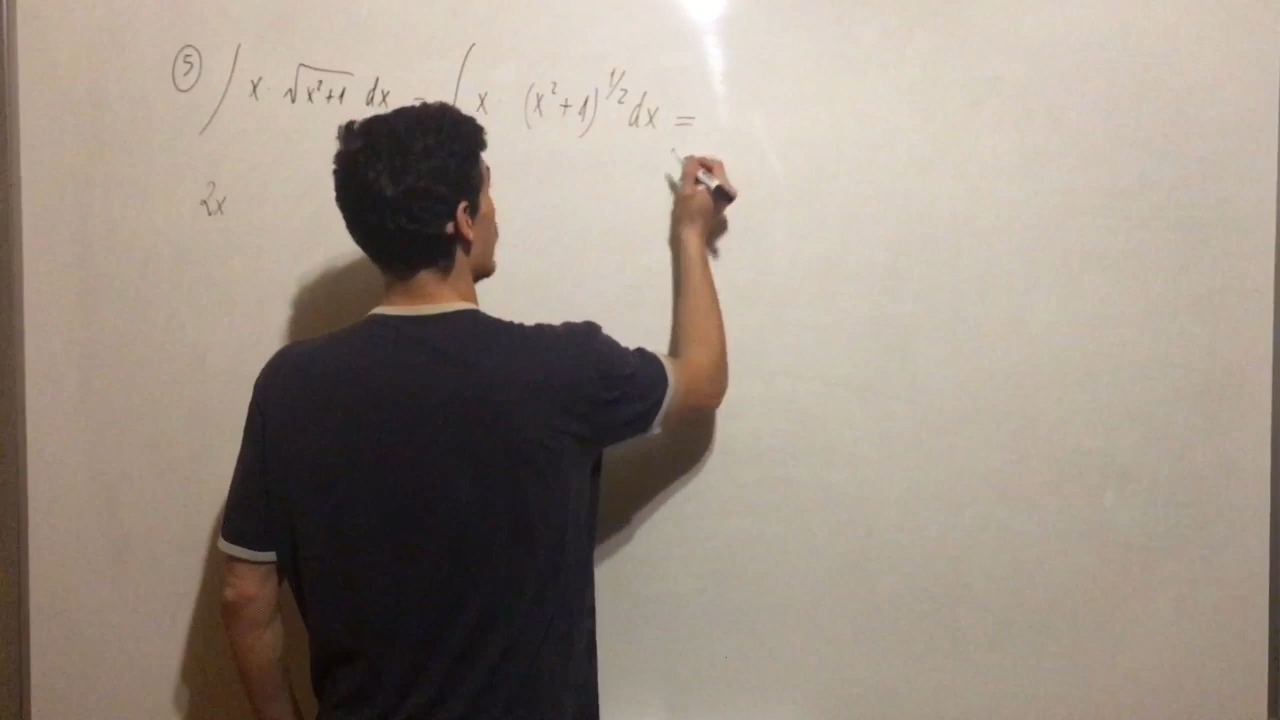 ⑤ ∫ x · √(x²+1) dx = ∫ x · (x²+1)^1/2 dx =
2x